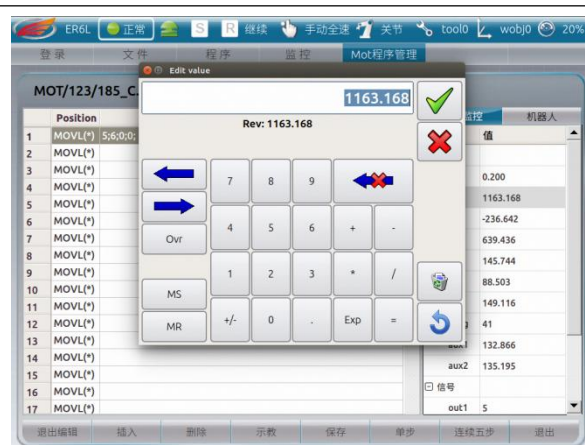 ER6L 正常 S R 继续 手动全速 关节 tool0 wobj0 20%
登录 文件 程序 监控 Mot程序管理
Edit value
MOT/123/185_C.
1163.168
Rev: 1163.168
监控 机器人
Position
值
1 MOVL(*) 5;6;0;0;
2 MOVL(*)
3 MOVL(*) 0.200
4 MOVL(*)
5 MOVL(*) 1163.168
6 MOVL(*) -236.642
7 MOVL(*) 639.436
8 MOVL(*) 145.744
9 MOVL(*)
10 MOVL(*) 88.503
11 MOVL(*) 149.116
12 MOVL(*) 41
13 MOVL(*) aux1 132.866
14 MOVL(*) aux2 135.195
15 MOVL(*)
16 MOVL(*) 信号
17 MOVL(*) out1 5
7 8 9
Ovr 4 5 6 + -
1 2 3 * /
MS
MR +/- 0 . Exp =
退出编辑 插入 删除 示教 保存 单步 连续五步 退出